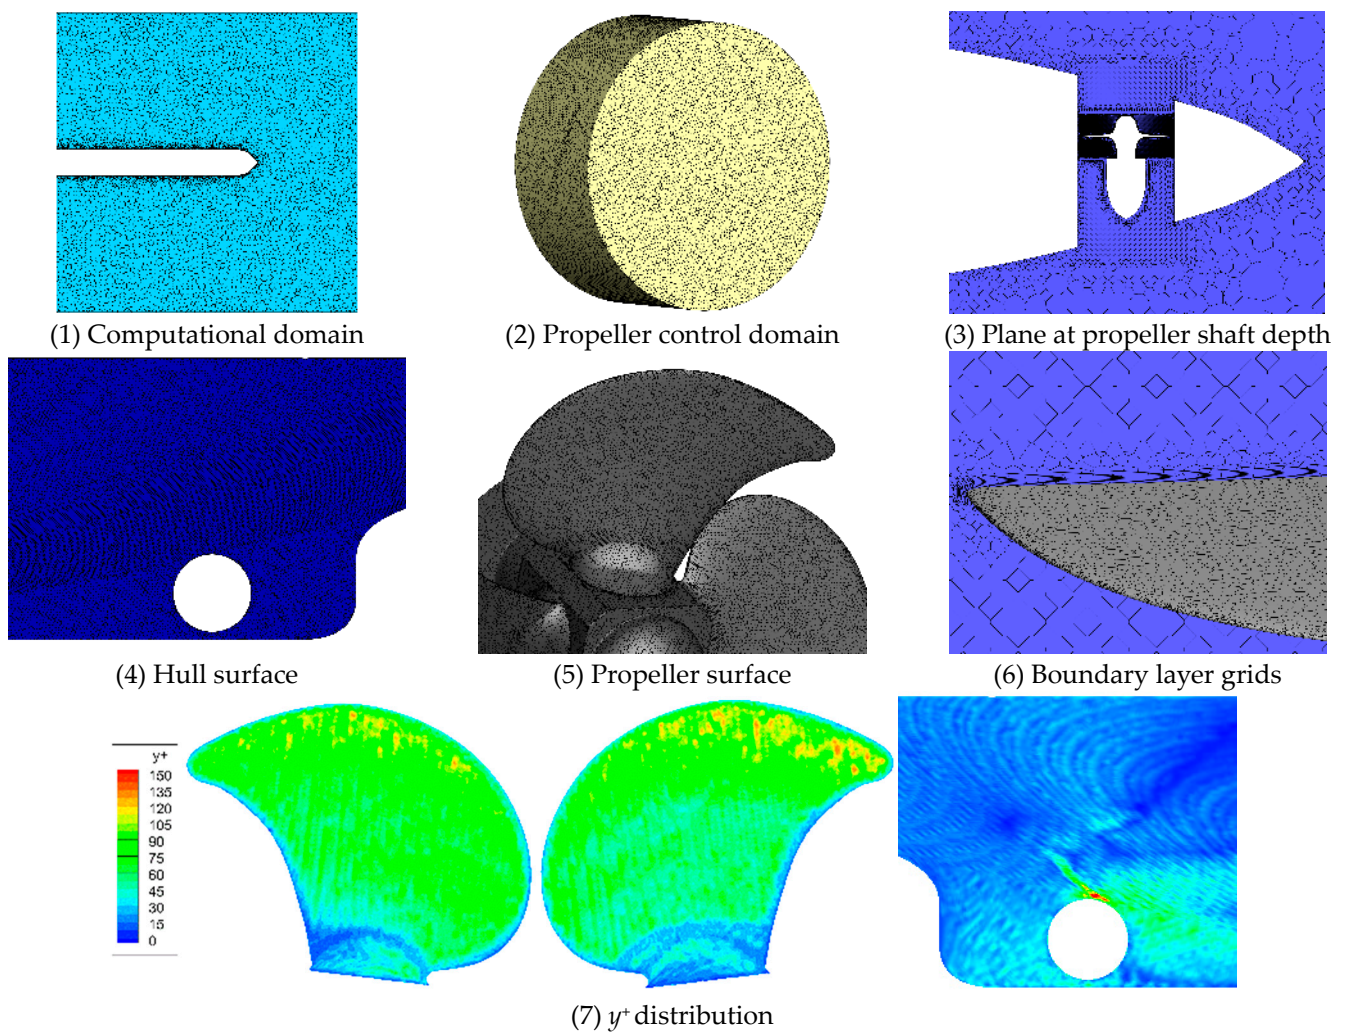 (1) Computational domain
(2) Propeller control domain
(3) Plane at propeller shaft depth
(4) Hull surface
(5) Propeller surface
(6) Boundary layer grids
y+
150
135
120
105
90
75
60
45
30
15
0
(7) y⁺ distribution